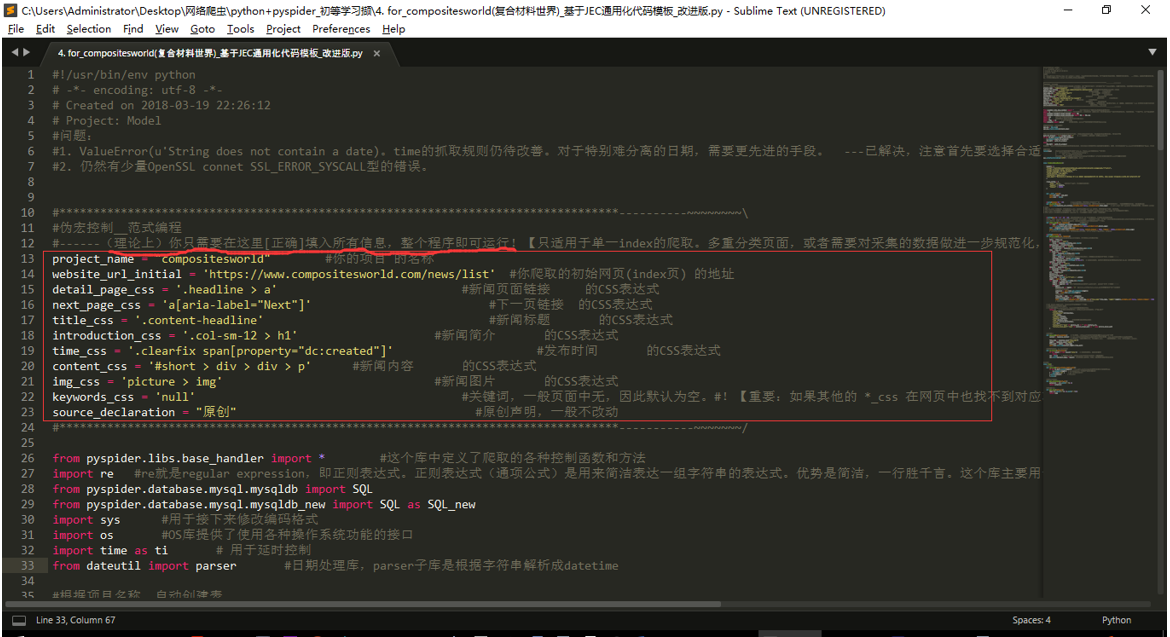 C:\Users\Administrator\Desktop\网络爬虫\python+pyspider_初等学习擷\4. for_compositesworld(复合材料世界)_基于JEC通用化代码模板_改进版.py - Sublime Text (UNREGISTERED)
File Edit Selection Find View Goto Tools Project Preferences Help
4. for_compositesworld(复合材料世界)_基于JEC通用化代码模板_改进版.py ×
1 #!/usr/bin/env python
2 # -*- encoding: utf-8 -*-
3 # Created on 2018-03-19 22:26:12
4 # Project: Model
5 #问题:
6 #1. ValueError(u'String does not contain a date)。time的抓取规则仍待改善。对于特别难分离的日期，需要更先进的手段。 ---已解决，注意首先要选择合适
7 #2. 仍然有少量OpenSSL connet SSL_ERROR_SYSCALL型的错误。
8
9
10 #**********************************************************************************----------~~~~~~~~\
11 #伪宏控制__范式编程
12 #------（理论上）你只需要在这里[正确]填入所有信息，整个程序即可运行！【只适用于单一index的爬取。多重分类页面，或者需要对采集的数据做进一步规范化，
13 project_name = "compositesworld" #你的项目 的名称
14 website_url_initial = 'https://www.compositesworld.com/news/list' #你爬取的初始网页(index页) 的地址
15 detail_page_css = '.headline > a' #新闻页面链接 的CSS表达式
16 next_page_css = 'a[aria-label="Next"]' #下一页链接 的CSS表达式
17 title_css = '.content-headline' #新闻标题 的CSS表达式
18 introduction_css = '.col-sm-12 > h1' #新闻简介 的CSS表达式
19 time_css = '.clearfix span[property="dc:created"]' #发布时间 的CSS表达式
20 content_css = '#short > div > div > p' #新闻内容 的CSS表达式
21 img_css = 'picture > img' #新闻图片 的CSS表达式
22 keywords_css = 'null' #关键词，一般页面中无，因此默认为空。#！【重要：如果其他的 *_css 在网页中也找不到对应
23 source_declaration = "原创" #原创声明，一般不改动
24 #**********************************************************************************-----------~~~~~~~/
25
26 from pyspider.libs.base_handler import * #这个库中定义了爬取的各种控制函数和方法
27 import re #re就是regular expression，即正则表达式。正则表达式（通项公式）是用来简洁表达一组字符串的表达式。优势是简洁，一行胜千言。这个库主要用
28 from pyspider.database.mysql.mysqldb import SQL
29 from pyspider.database.mysql.mysqldb_new import SQL as SQL_new
30 import sys #用于接下来修改编码格式
31 import os #OS库提供了使用各种操作系统功能的接口
32 import time as ti # 用于延时控制
33 from dateutil import parser #日期处理库，parser子库是根据字符串解析成datetime
34
35 #根据项目名称，自动创建表
Line 33, Column 67 Spaces: 4 Python